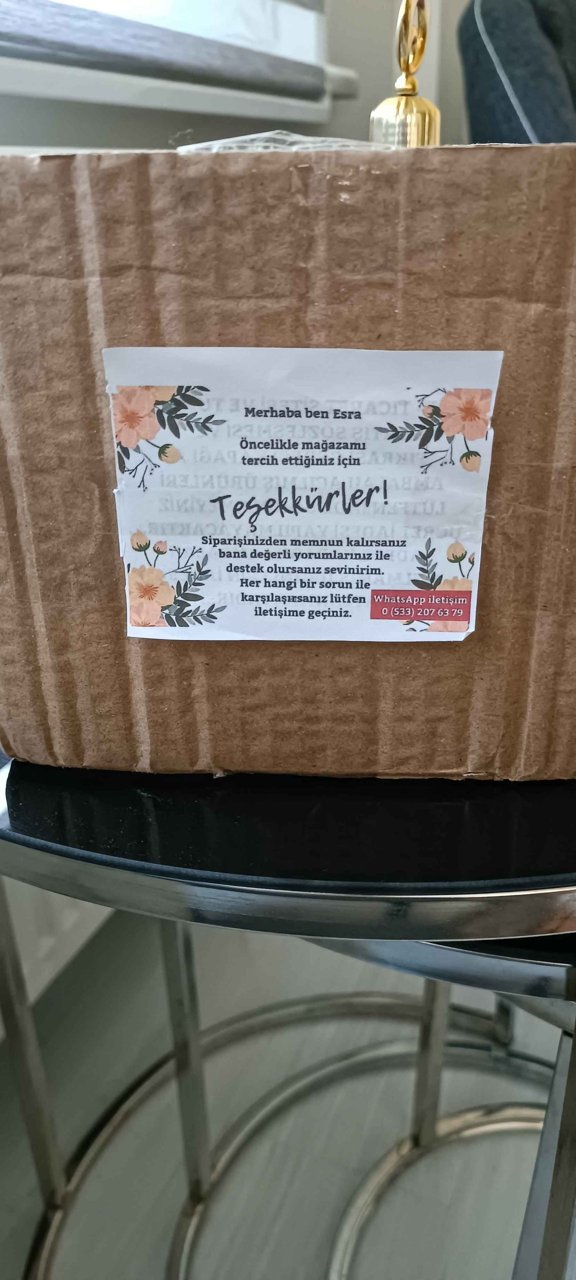 Merhaba ben Esra
Öncelikle mağazamı
tercih ettiğiniz için
Teşekkürler!
Siparişinizden memnun kalırsanız
bana değerli yorumlarınız ile
destek olursanız sevinirim.
Her hangi bir sorun ile
karşılaşırsanız lütfen
iletişime geçiniz.
WhatsApp iletişim
0 (533) 207 63 79